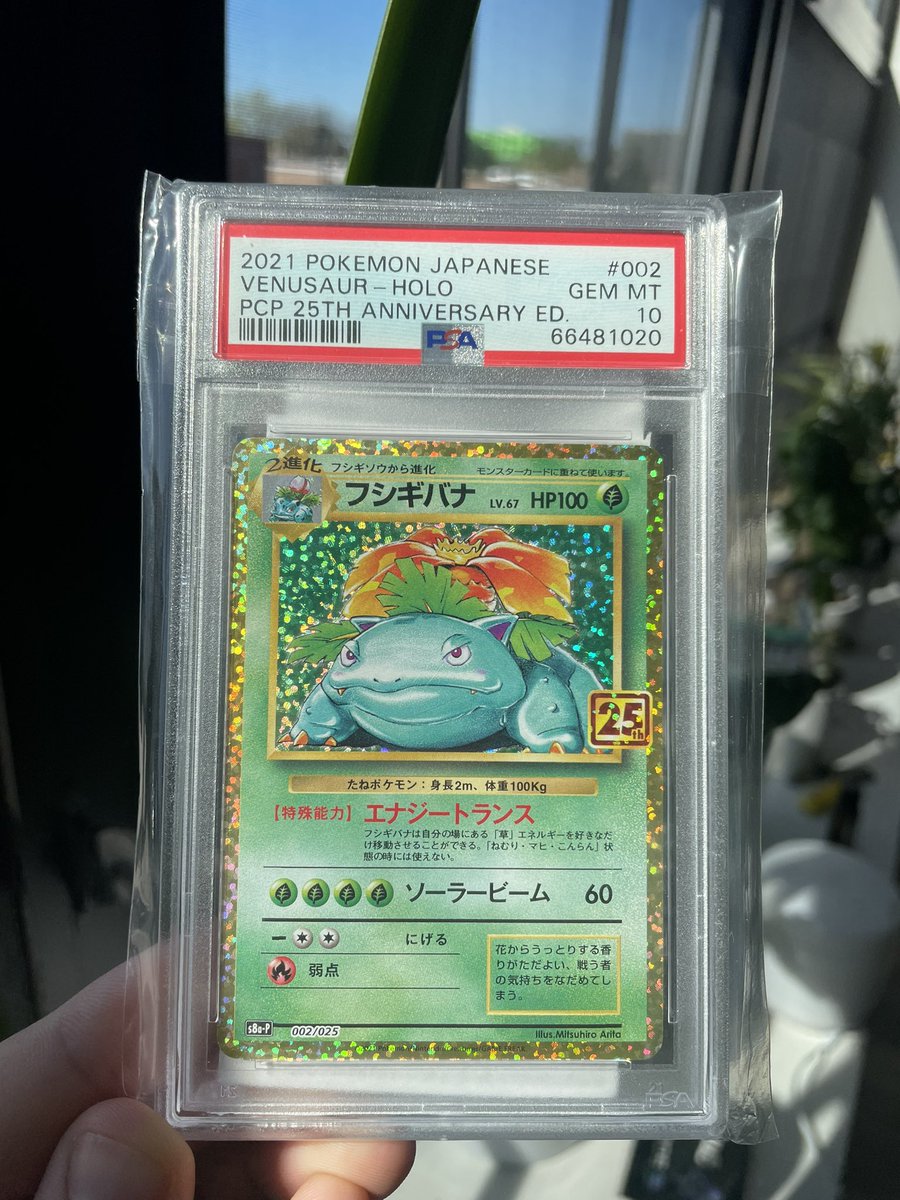 2021 POKEMON JAPANESE #002
VENUSAUR-HOLO GEM MT
PCP 25TH ANNIVERSARY ED. 10
PSA 66481020
2進化 フシギソウから進化 モンスターカードに重ねて使います。
フシギバナ LV.67 HP100
25th
たねポケモン：身長2m、体重100Kg
【特殊能力】エナジートランス
フシギバナは自分の場にある「草」エネルギーを好きなだ
け移動させることができる。「ねむり・マヒ・こんらん」状
態の時には使えない。
ソーラービーム 60
にげる
弱点
花からうっとりする香
りがただよい、戦う者
の気持ちをなだめてし
まう。
s8a-P 002/025 Illus.Mitsuhiro Arita
PSA